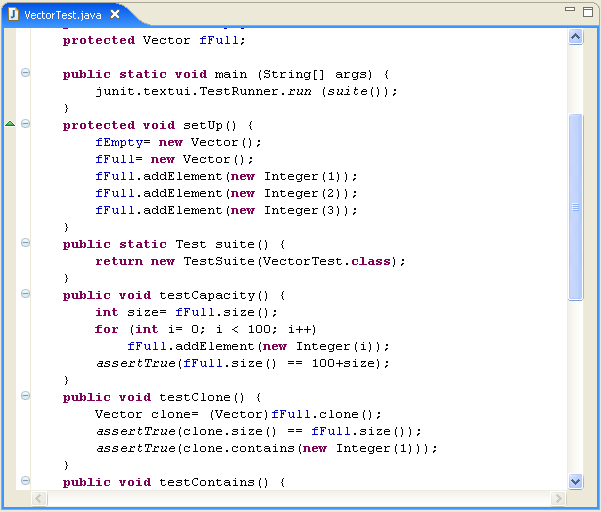 VectorTest.java
    protected Vector fFull;

    public static void main (String[] args) {
        junit.textui.TestRunner.run (suite());
    }
    protected void setUp() {
        fEmpty= new Vector();
        fFull= new Vector();
        fFull.addElement(new Integer(1));
        fFull.addElement(new Integer(2));
        fFull.addElement(new Integer(3));
    }
    public static Test suite() {
        return new TestSuite(VectorTest.class);
    }
    public void testCapacity() {
        int size= fFull.size();
        for (int i= 0; i < 100; i++)
            fFull.addElement(new Integer(i));
        assertTrue(fFull.size() == 100+size);
    }
    public void testClone() {
        Vector clone= (Vector)fFull.clone();
        assertTrue(clone.size() == fFull.size());
        assertTrue(clone.contains(new Integer(1)));
    }
    public void testContains() {